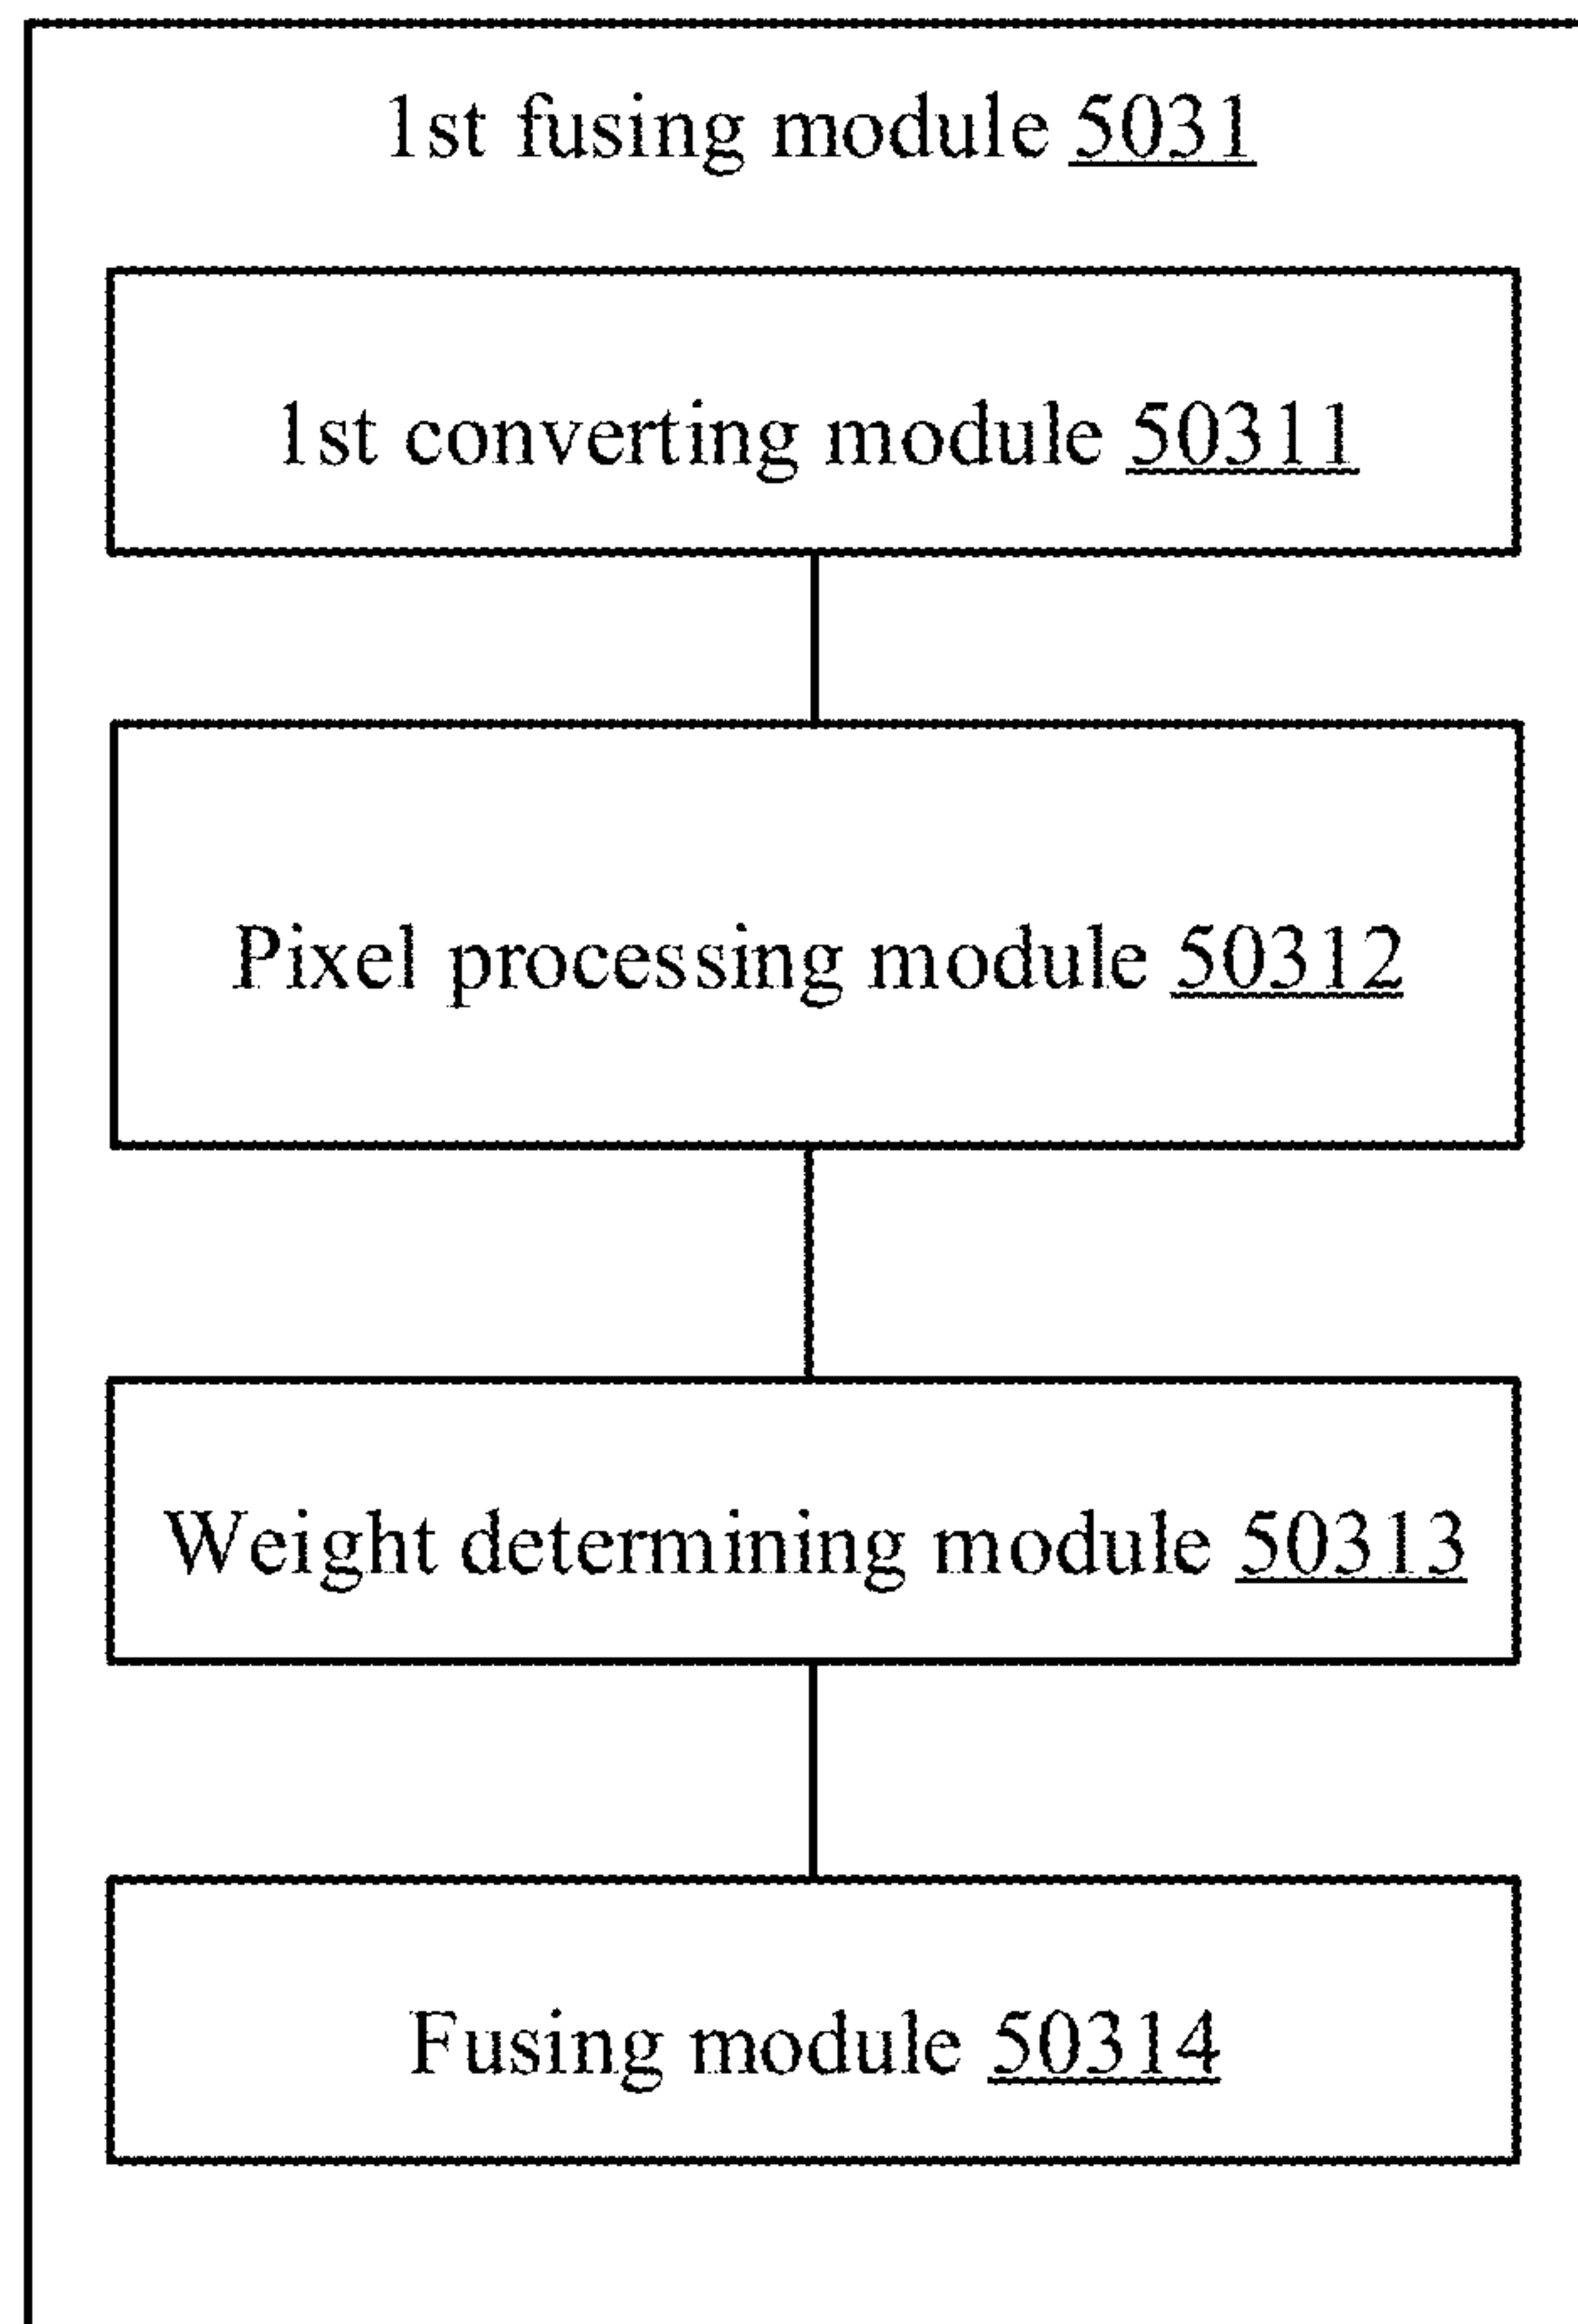 1st fusing module 5031
1st converting module 50311
Pixel processing module 50312
Weight determining module 50313
Fusing module 50314